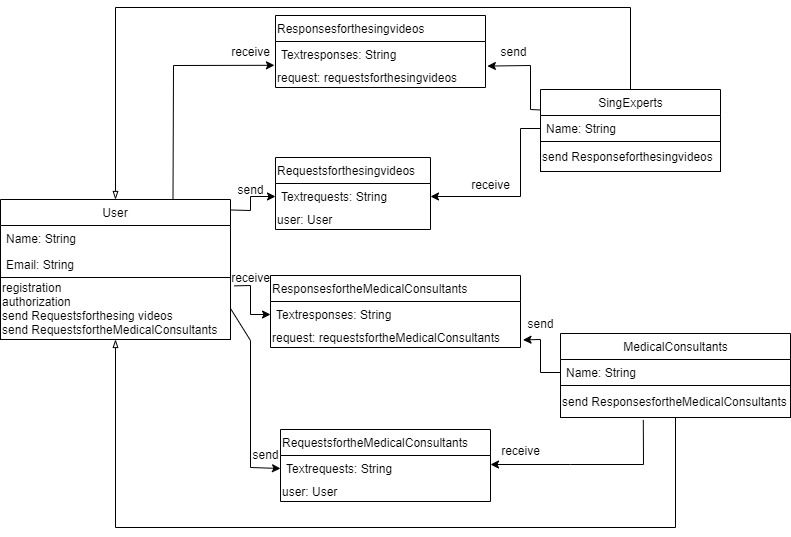 Responsesforthesingvideos
receive
Textresponses: String
send
request: requestsforthesingvideos
SingExperts
Name: String
send Responseforthesingvideos
Requestsforthesingvideos
send
receive
Textrequests: String
user: User
User
Name: String
Email: String
registration
authorization
send Requestsforthesing videos
send RequestsfortheMedicalConsultants
receive
ResponsesfortheMedicalConsultants
Textresponses: String
request: requestsfortheMedicalConsultants
send
MedicalConsultants
Name: String
send ResponsesfortheMedicalConsultants
RequestsfortheMedicalConsultants
send
receive
Textrequests: String
user: User